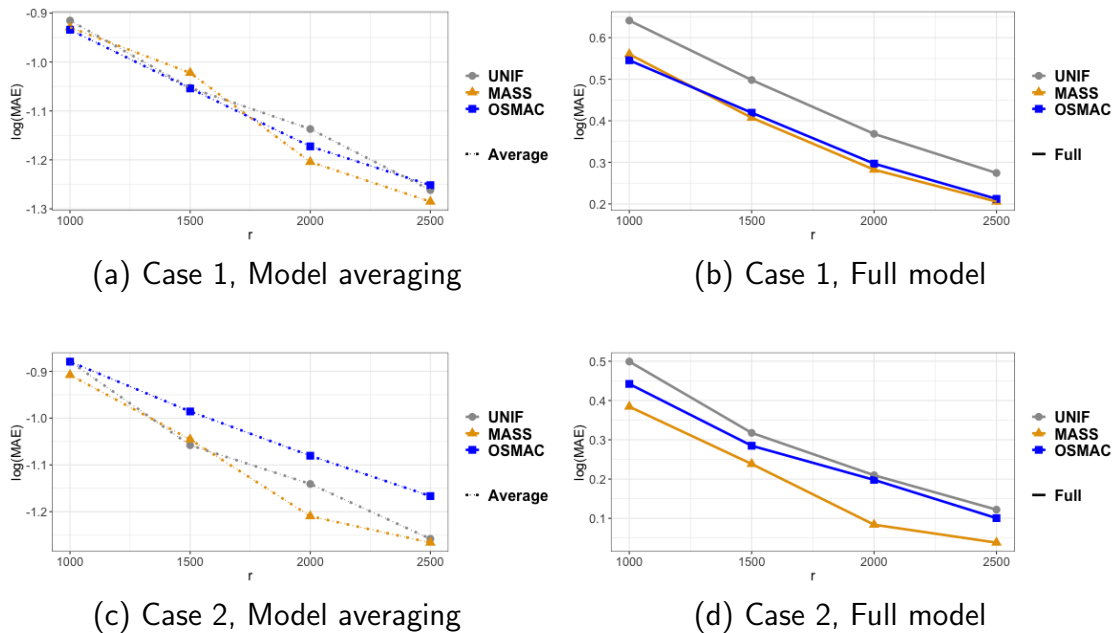 -0.9
-1.0
-1.1
-1.2
-1.3
log(MAE)
1000 1500 2000 2500
r
UNIF
MASS
OSMAC
Average
(a) Case 1, Model averaging
0.6
0.5
0.4
0.3
0.2
log(MAE)
1000 1500 2000 2500
r
UNIF
MASS
OSMAC
Full
(b) Case 1, Full model
-0.9
-1.0
-1.1
-1.2
log(MAE)
1000 1500 2000 2500
r
UNIF
MASS
OSMAC
Average
(c) Case 2, Model averaging
0.5
0.4
0.3
0.2
0.1
log(MAE)
1000 1500 2000 2500
r
UNIF
MASS
OSMAC
Full
(d) Case 2, Full model